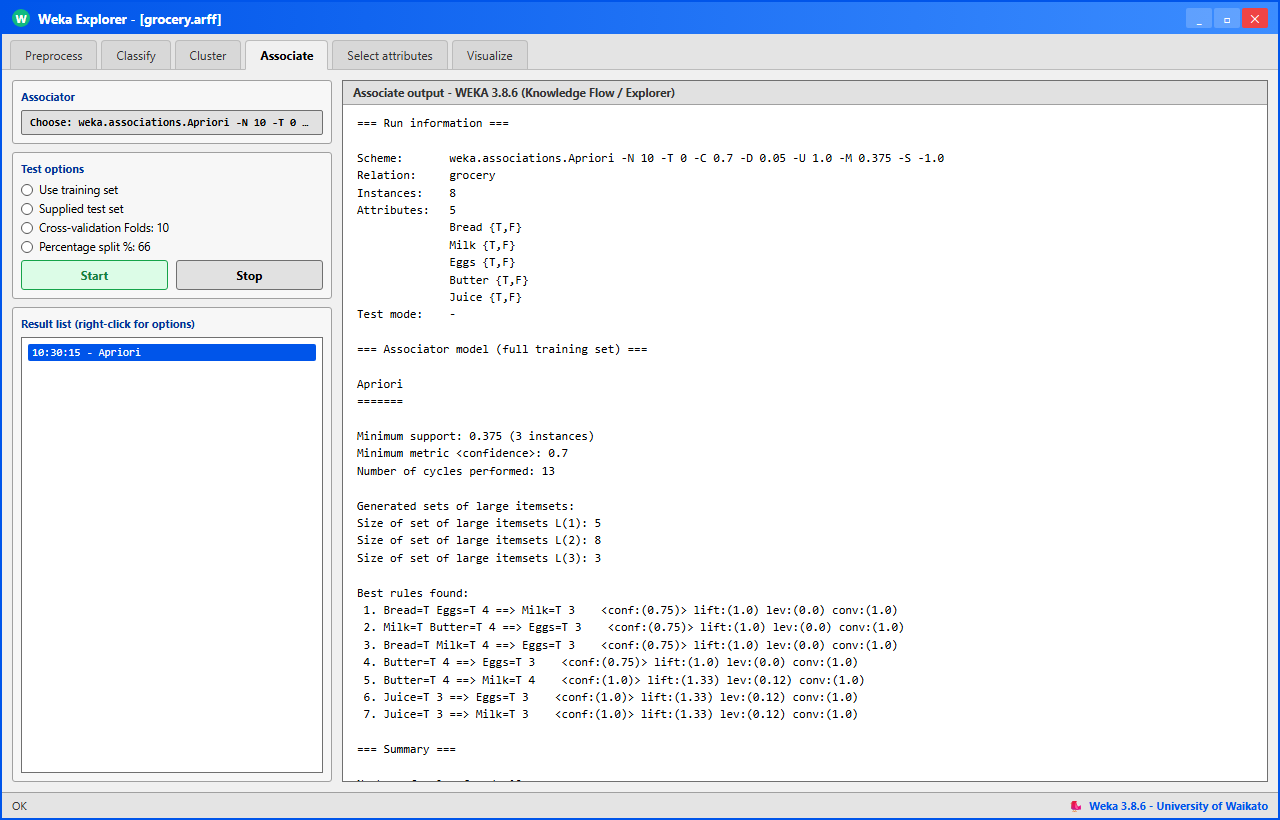 W Weka Explorer - [grocery.arff]
Preprocess Classify Cluster Associate Select attributes Visualize
Associator
Choose: weka.associations.Apriori -N 10 -T 0 …
Test options
Use training set
Supplied test set
Cross-validation Folds: 10
Percentage split %: 66
Start Stop
Result list (right-click for options)
10:30:15 - Apriori
Associate output - WEKA 3.8.6 (Knowledge Flow / Explorer)
=== Run information ===
Scheme: weka.associations.Apriori -N 10 -T 0 -C 0.7 -D 0.05 -U 1.0 -M 0.375 -S -1.0
Relation: grocery
Instances: 8
Attributes: 5
Bread {T,F}
Milk {T,F}
Eggs {T,F}
Butter {T,F}
Juice {T,F}
Test mode: -
=== Associator model (full training set) ===
Apriori
=======
Minimum support: 0.375 (3 instances)
Minimum metric <confidence>: 0.7
Number of cycles performed: 13
Generated sets of large itemsets:
Size of set of large itemsets L(1): 5
Size of set of large itemsets L(2): 8
Size of set of large itemsets L(3): 3
Best rules found:
1. Bread=T Eggs=T 4 ==> Milk=T 3 <conf:(0.75)> lift:(1.0) lev:(0.0) conv:(1.0)
2. Milk=T Butter=T 4 ==> Eggs=T 3 <conf:(0.75)> lift:(1.0) lev:(0.0) conv:(1.0)
3. Bread=T Milk=T 4 ==> Eggs=T 3 <conf:(0.75)> lift:(1.0) lev:(0.0) conv:(1.0)
4. Butter=T 4 ==> Eggs=T 3 <conf:(0.75)> lift:(1.0) lev:(0.0) conv:(1.0)
5. Butter=T 4 ==> Milk=T 4 <conf:(1.0)> lift:(1.33) lev:(0.12) conv:(1.0)
6. Juice=T 3 ==> Eggs=T 3 <conf:(1.0)> lift:(1.33) lev:(0.12) conv:(1.0)
7. Juice=T 3 ==> Milk=T 3 <conf:(1.0)> lift:(1.33) lev:(0.12) conv:(1.0)
=== Summary ===
OK
Weka 3.8.6 - University of Waikato